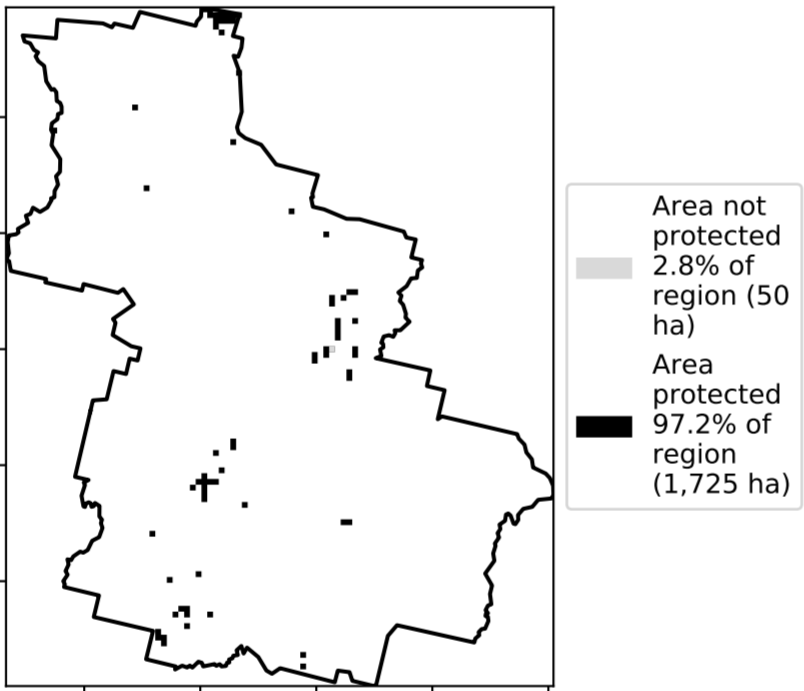 Area not
protected
2.8% of
region (50
ha)
Area
protected
97.2% of
region
(1,725 ha)